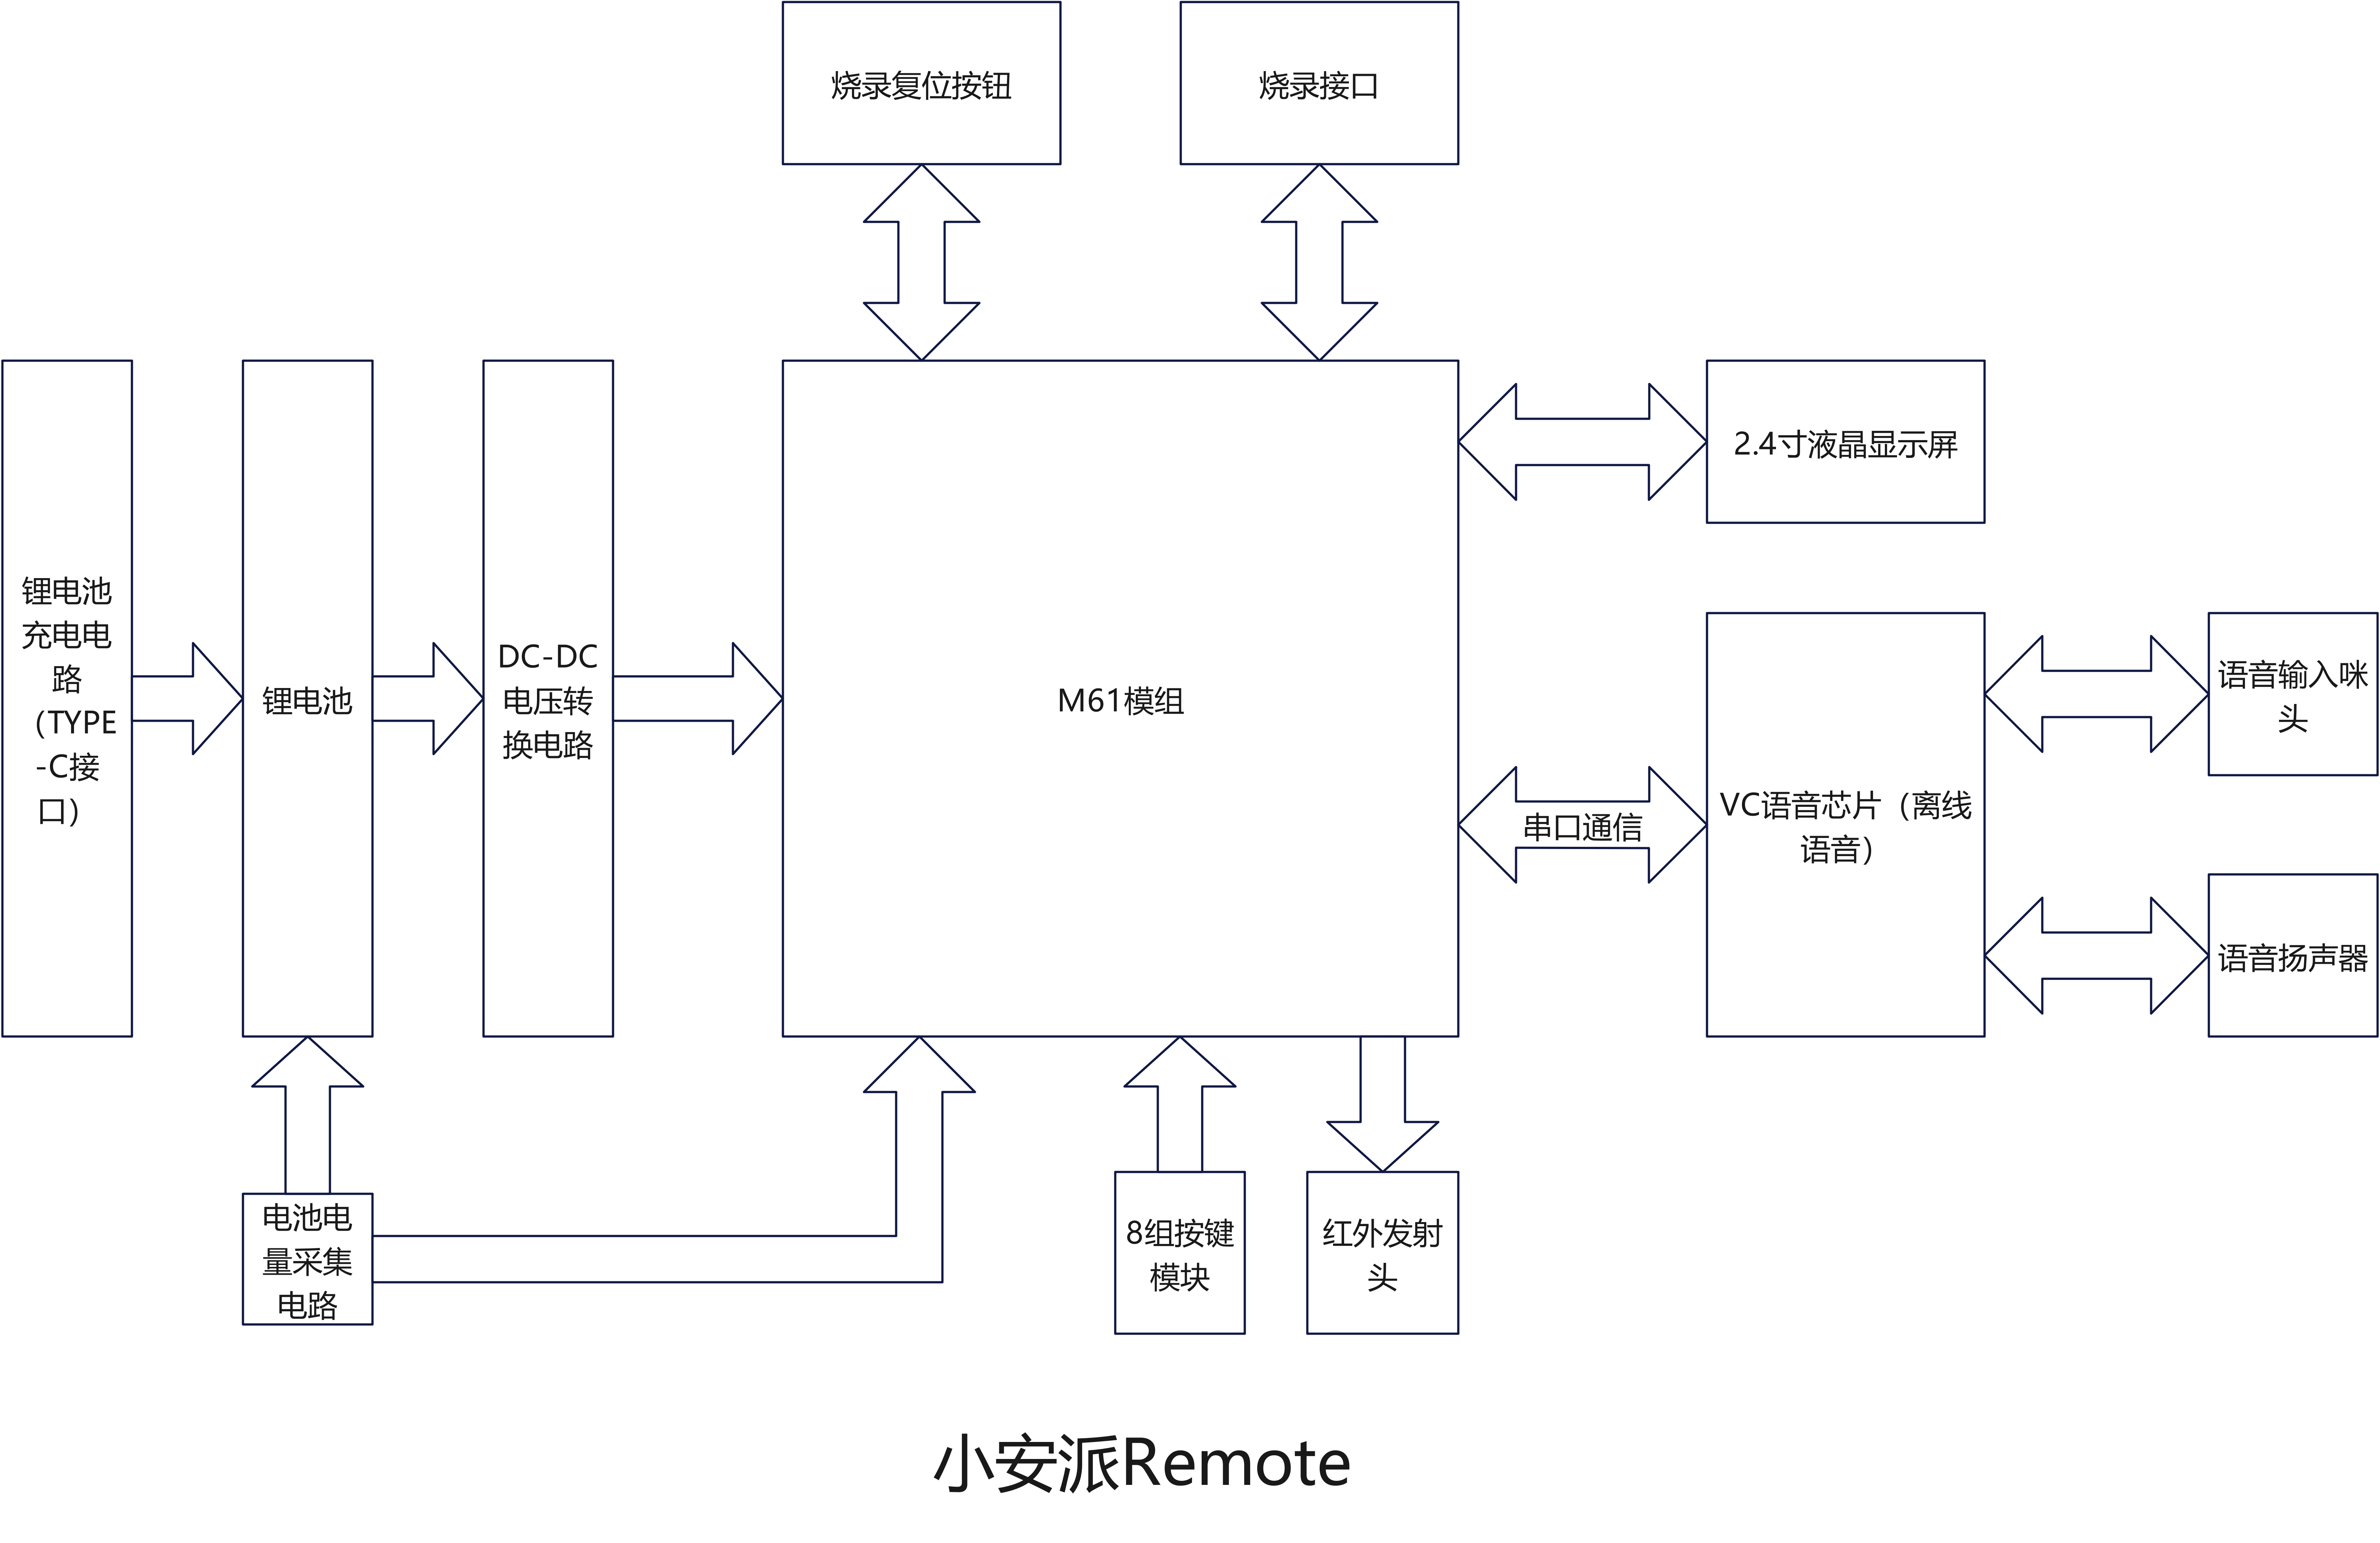 烧录复位按钮
烧录接口
2.4寸液晶显示屏
锂电池
充电电
路
（TYPE
-C接
口）
锂电池
DC-DC
电压转
换电路
M61模组
串口通信
VC语音芯片（离线
语音）
语音输入咪
头
语音扬声器
电池电
量采集
电路
8组按键
模块
红外发射
头
小安派Remote